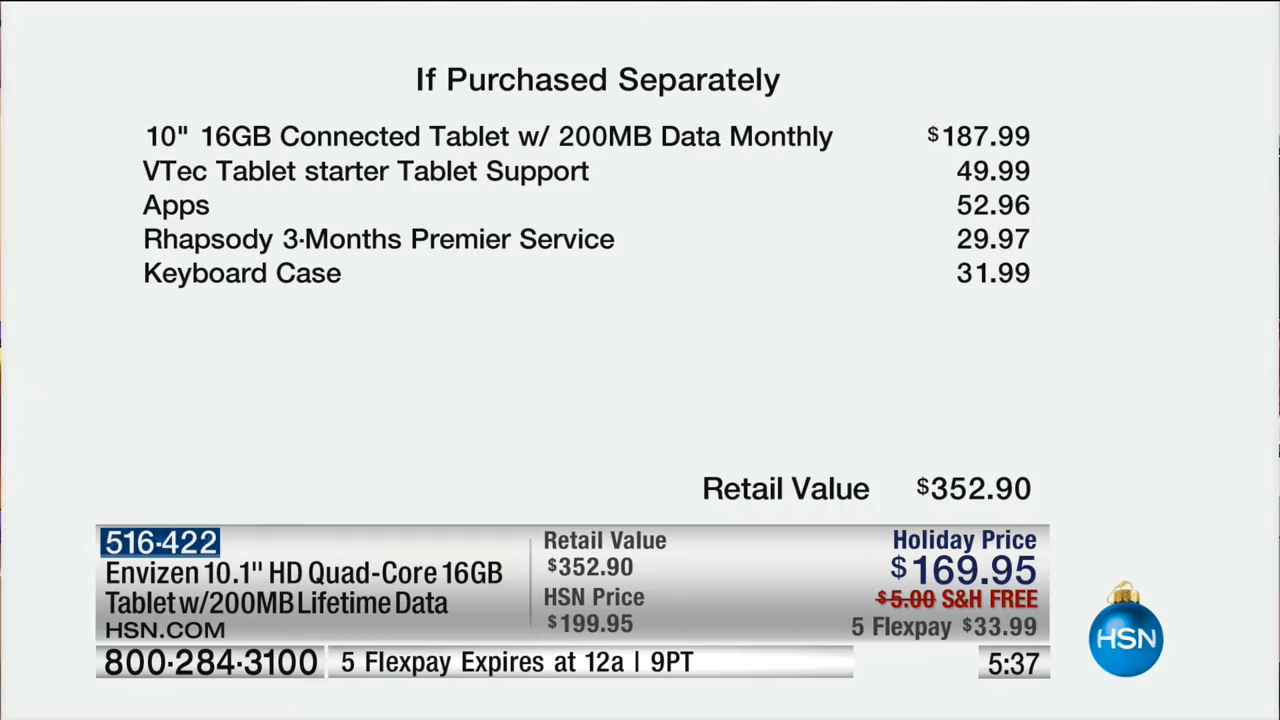 If Purchased Separately
10" 16GB Connected Tablet w/ 200MB Data Monthly $187.99
VTec Tablet starter Tablet Support 49.99
Apps 52.96
Rhapsody 3-Months Premier Service 29.97
Keyboard Case 31.99
Retail Value $352.90
516-422
Envizen 10.1" HD Quad-Core 16GB
Tablet w/200MB Lifetime Data
HSN.COM
Retail Value
$352.90
HSN Price
$199.95
Holiday Price
$169.95
$5.00 S&H FREE
5 Flexpay $33.99
800-284-3100
5 Flexpay Expires at 12a | 9PT
5:37
HSN